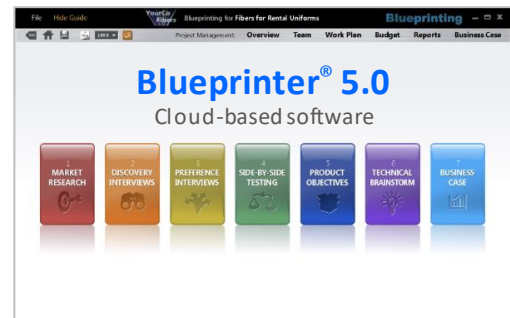 File Hide Guide YourCo Fibers Blueprinting for Fibers for Rental Uniforms Blueprinting
Project Management: Overview Team Work Plan Budget Reports Business Case
Blueprinter® 5.0
Cloud-based software
1
MARKET
RESEARCH
2
DISCOVERY
INTERVIEWS
3
PREFERENCE
INTERVIEWS
4
SIDE-BY-SIDE
TESTING
5
PRODUCT
OBJECTIVES
6
TECHNICAL
BRAINSTORM
7
BUSINESS
CASE